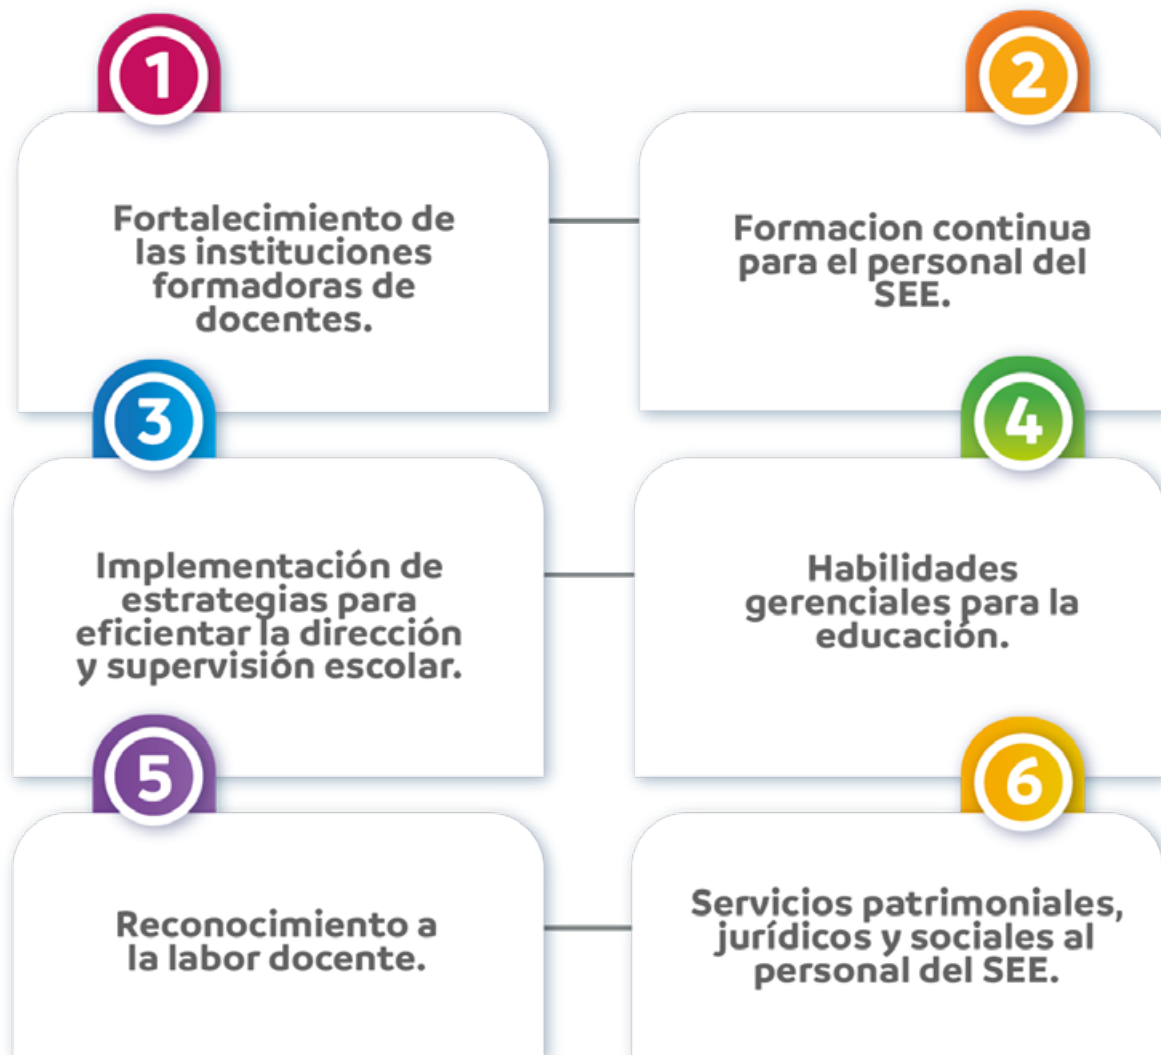 1
Fortalecimiento de
las instituciones
formadoras de
docentes.
2
Formacion continua
para el personal del
SEE.
3
Implementación de
estrategias para
eficientar la dirección
y supervisión escolar.
4
Habilidades
gerenciales para la
educación.
5
Reconocimiento a
la labor docente.
6
Servicios patrimoniales,
jurídicos y sociales al
personal del SEE.